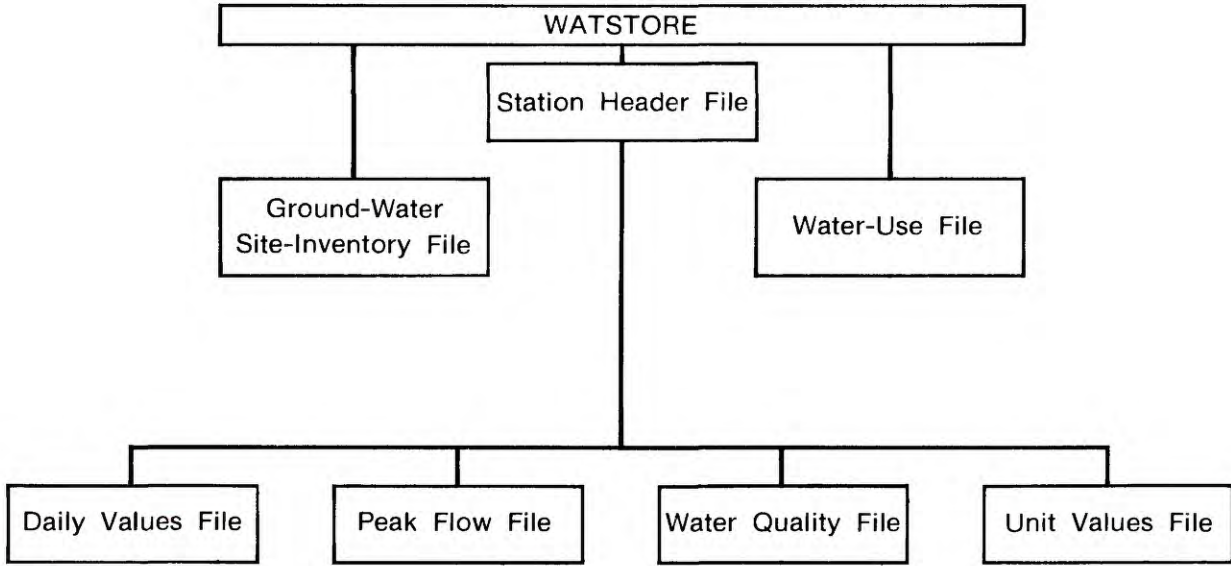 WATSTORE
Station Header File
Ground-Water
Site-Inventory File
Water-Use File
Daily Values File
Peak Flow File
Water Quality File
Unit Values File